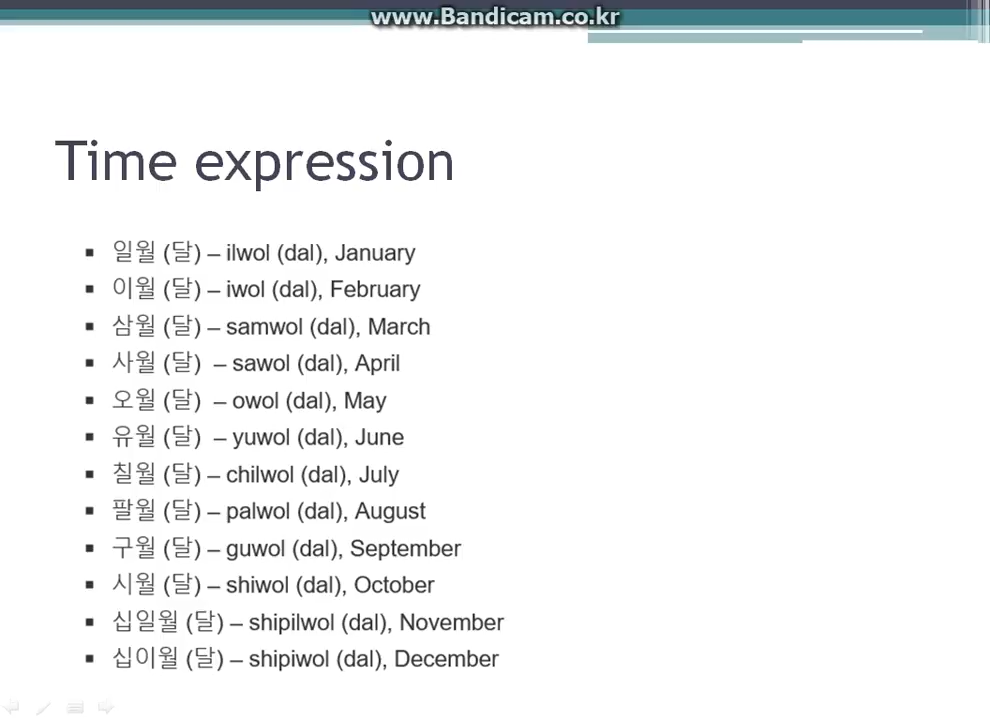 www.Bandicam.co.kr
Time expression
▪ 일월 (달) – ilwol (dal), January
▪ 이월 (달) – iwol (dal), February
▪ 삼월 (달) – samwol (dal), March
▪ 사월 (달) – sawol (dal), April
▪ 오월 (달) – owol (dal), May
▪ 유월 (달) – yuwol (dal), June
▪ 칠월 (달) – chilwol (dal), July
▪ 팔월 (달) – palwol (dal), August
▪ 구월 (달) – guwol (dal), September
▪ 시월 (달) – shiwol (dal), October
▪ 십일월 (달) – shipilwol (dal), November
▪ 십이월 (달) – shipiwol (dal), December